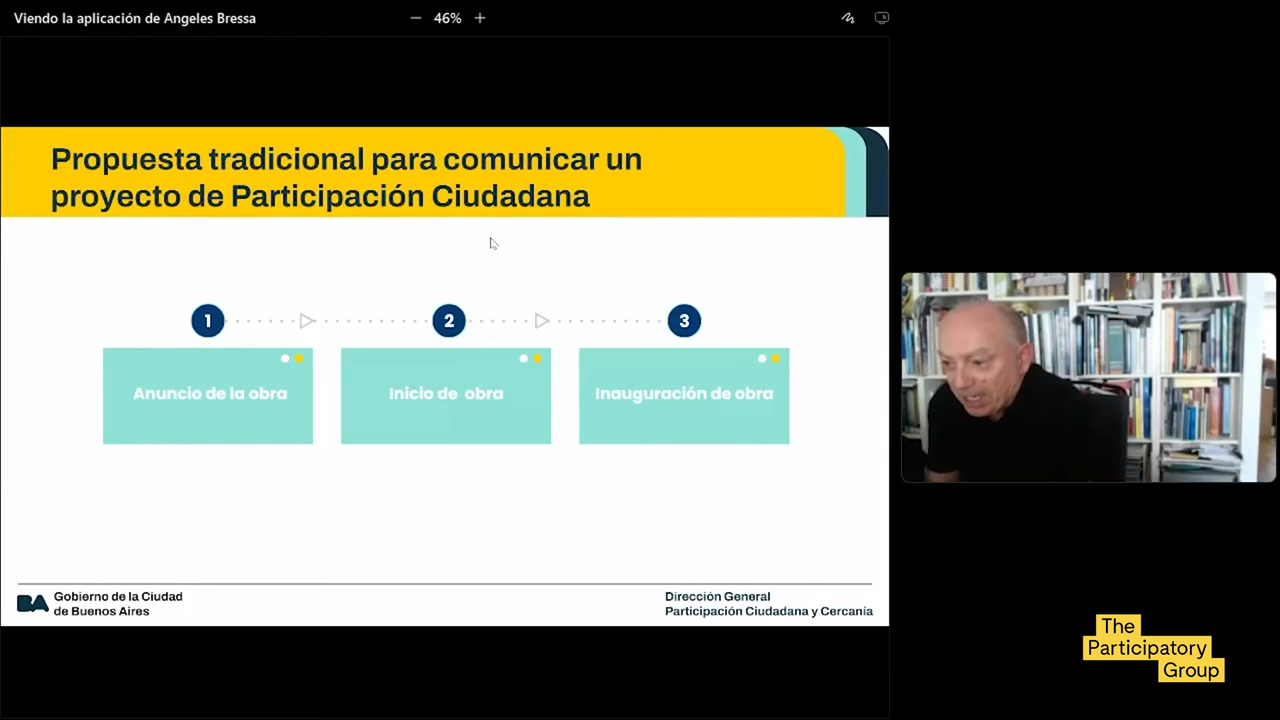 Viendo la aplicación de Angeles Bressa
46%
Propuesta tradicional para comunicar un
proyecto de Participación Ciudadana
1
2
3
Anuncio de la obra
Inicio de obra
Inauguración de obra
BA
Gobierno de la Ciudad
de Buenos Aires
Dirección General
Participación Ciudadana y Cercanía
The
Participatory
Group